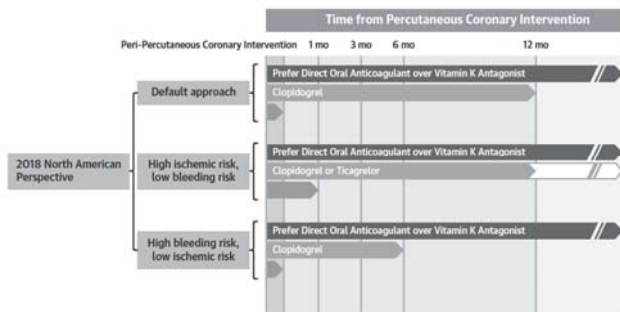 Time from Percutaneous Coronary Intervention
Peri-Percutaneous Coronary Intervention 1 mo 3 mo 6 mo 12 mo
Prefer Direct Oral Anticoagulant over Vitamin K Antagonist
Default approach
Clopidogrel
2018 North American
Perspective
High ischemic risk,
low bleeding risk
Prefer Direct Oral Anticoagulant over Vitamin K Antagonist
Clopidogrel or Ticagrelor
High bleeding risk,
low ischemic risk
Prefer Direct Oral Anticoagulant over Vitamin K Antagonist
Clopidogrel